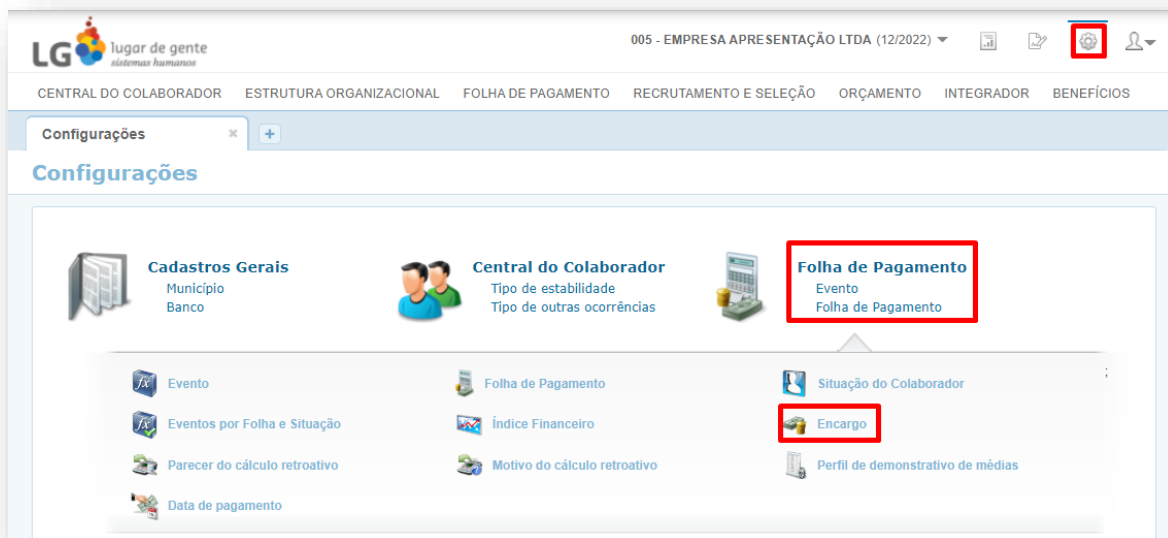 LG lugar de gente
sistemas humanos
005 - EMPRESA APRESENTAÇÃO LTDA (12/2022)
CENTRAL DO COLABORADOR ESTRUTURA ORGANIZACIONAL FOLHA DE PAGAMENTO RECRUTAMENTO E SELEÇÃO ORÇAMENTO INTEGRADOR BENEFÍCIOS
Configurações × +
Configurações
Cadastros Gerais
Município
Banco
Central do Colaborador
Tipo de estabilidade
Tipo de outras ocorrências
Folha de Pagamento
Evento
Folha de Pagamento
;
Evento Folha de Pagamento Situação do Colaborador
Eventos por Folha e Situação Índice Financeiro Encargo
Parecer do cálculo retroativo Motivo do cálculo retroativo Perfil de demonstrativo de médias
Data de pagamento